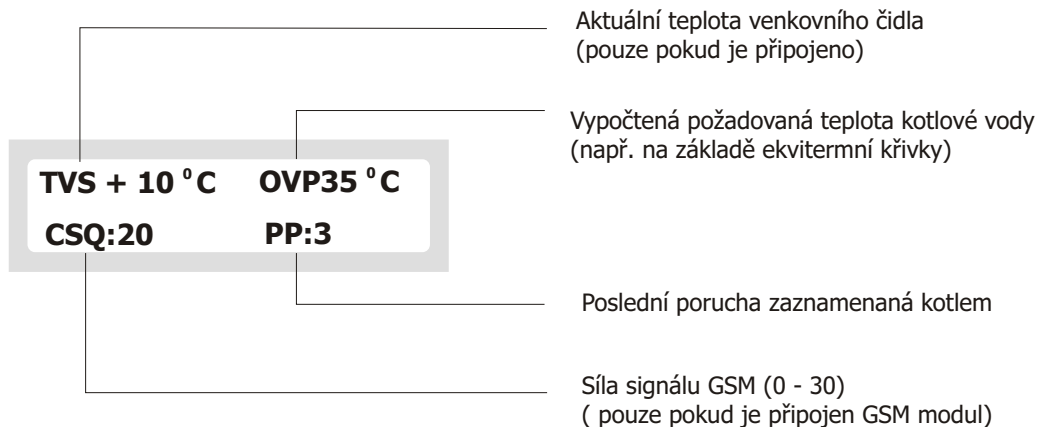 Aktuální teplota venkovního čidla
(pouze pokud je připojeno)
Vypočtená požadovaná teplota kotlové vody
(např. na základě ekvitermní křivky)
TVS + 10 ⁰C OVP35 ⁰C
CSQ:20 PP:3
Poslední porucha zaznamenaná kotlem
Síla signálu GSM (0 - 30)
( pouze pokud je připojen GSM modul)